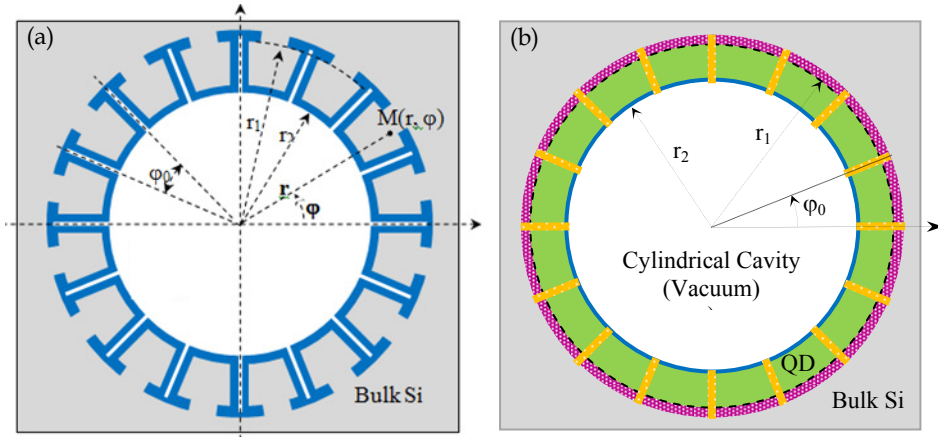 (a)
M(r, φ)
r₁
r₂
φ₀
r
φ
Bulk Si
(b)
r₂
r₁
φ₀
Cylindrical Cavity
(Vacuum)
QD
Bulk Si